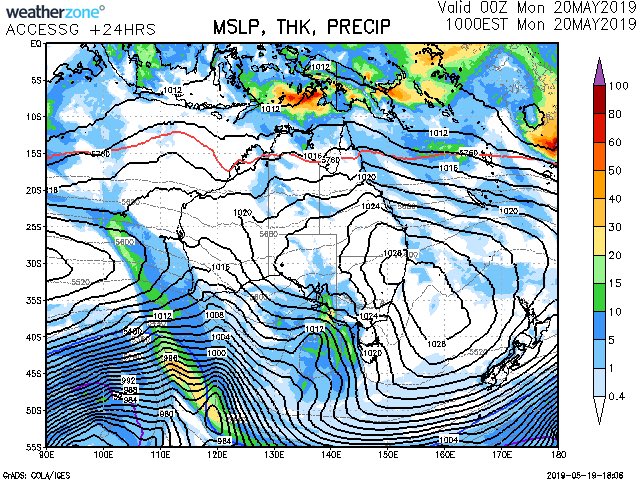 weatherzone°
ACCESSG +24HRS
MSLP, THK, PRECIP
Valid 00Z Mon 20MAY2019
1000EST Mon 20MAY2019
EQ
5S
10S
15S
20S
25S
30S
35S
40S
45S
50S
55S
90E 100E 110E 120E 130E 140E 150E 160E 170E 180
1012
1012
1012
1012
5760
1016
5760
5760
1016
1020
1020
1024
1020
5680
5600
1028
1016
5520
1012
1008
1024
1012
1004
1028
1020
1000
996
992
988
984
980
984
1004
100
80
60
50
40
30
20
15
10
5
1
0.4
GrADS: COLA/IGES
2019-05-19-18:06